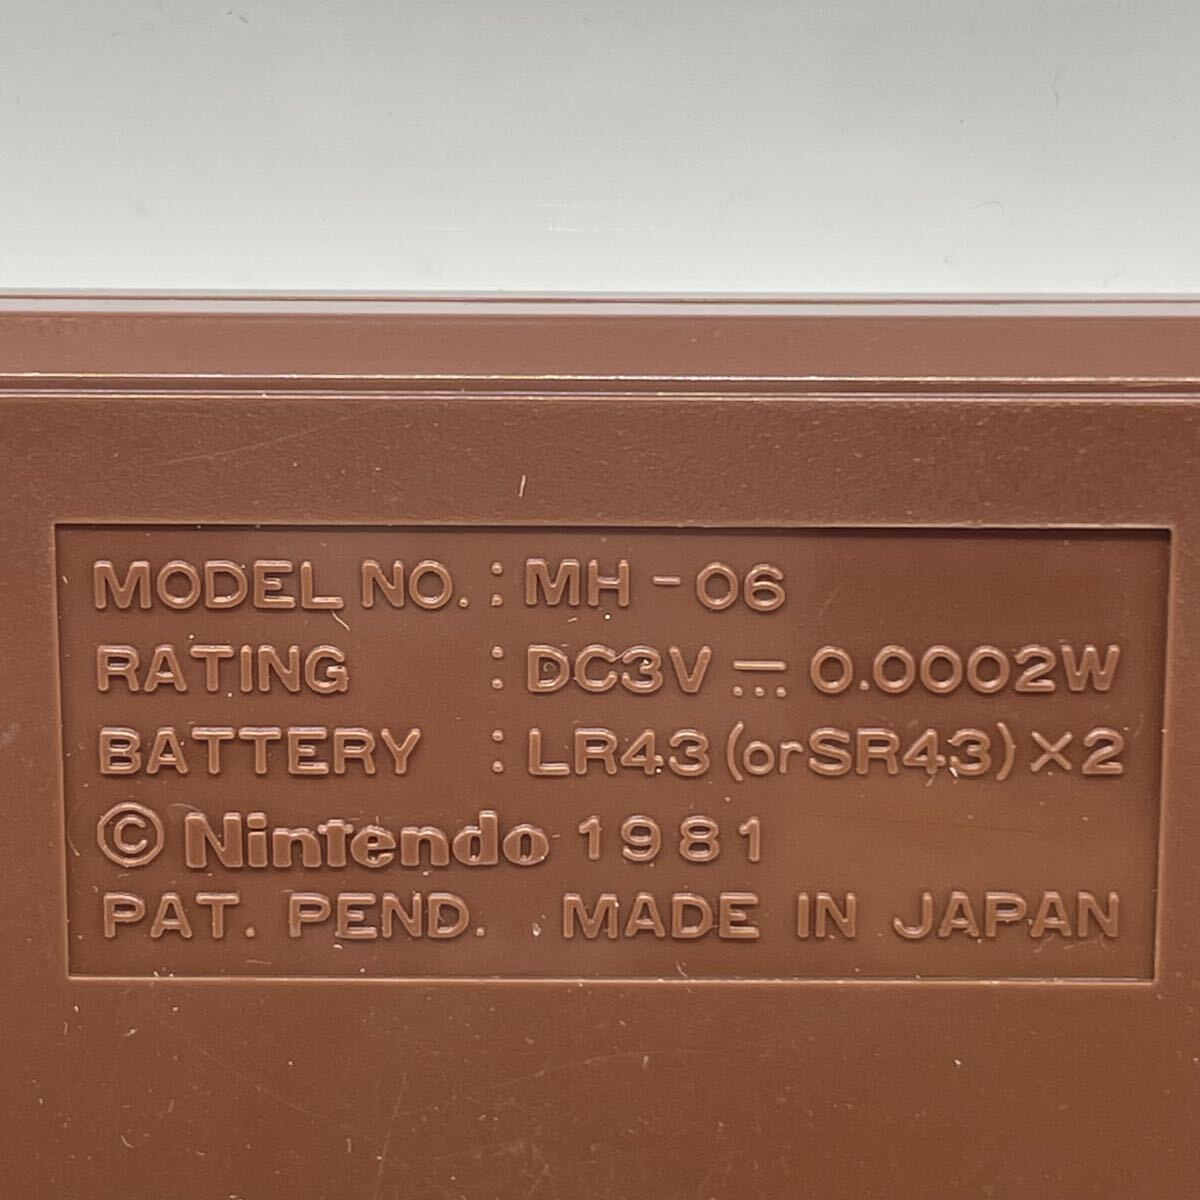 MODEL NO. : MH-06
RATING : DC3V ⎓ 0.0002W
BATTERY : LR43 (or SR43) ×2
© Nintendo 1981
PAT. PEND. MADE IN JAPAN